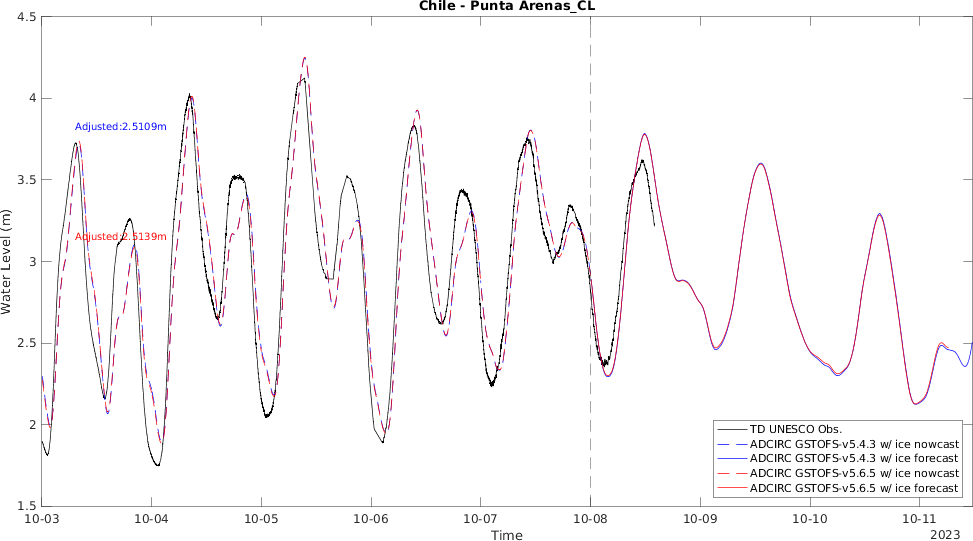 Chile - Punta Arenas_CL
4.5
4
3.5
3
2.5
2
1.5
Water Level (m)
Adjusted:2.5109m
Adjusted:2.5139m
TD UNESCO Obs.
ADCIRC GSTOFS-v5.4.3 w/ ice nowcast
ADCIRC GSTOFS-v5.4.3 w/ ice forecast
ADCIRC GSTOFS-v5.6.5 w/ ice nowcast
ADCIRC GSTOFS-v5.6.5 w/ ice forecast
10-03 10-04 10-05 10-06 10-07 10-08 10-09 10-10 10-11
Time
2023